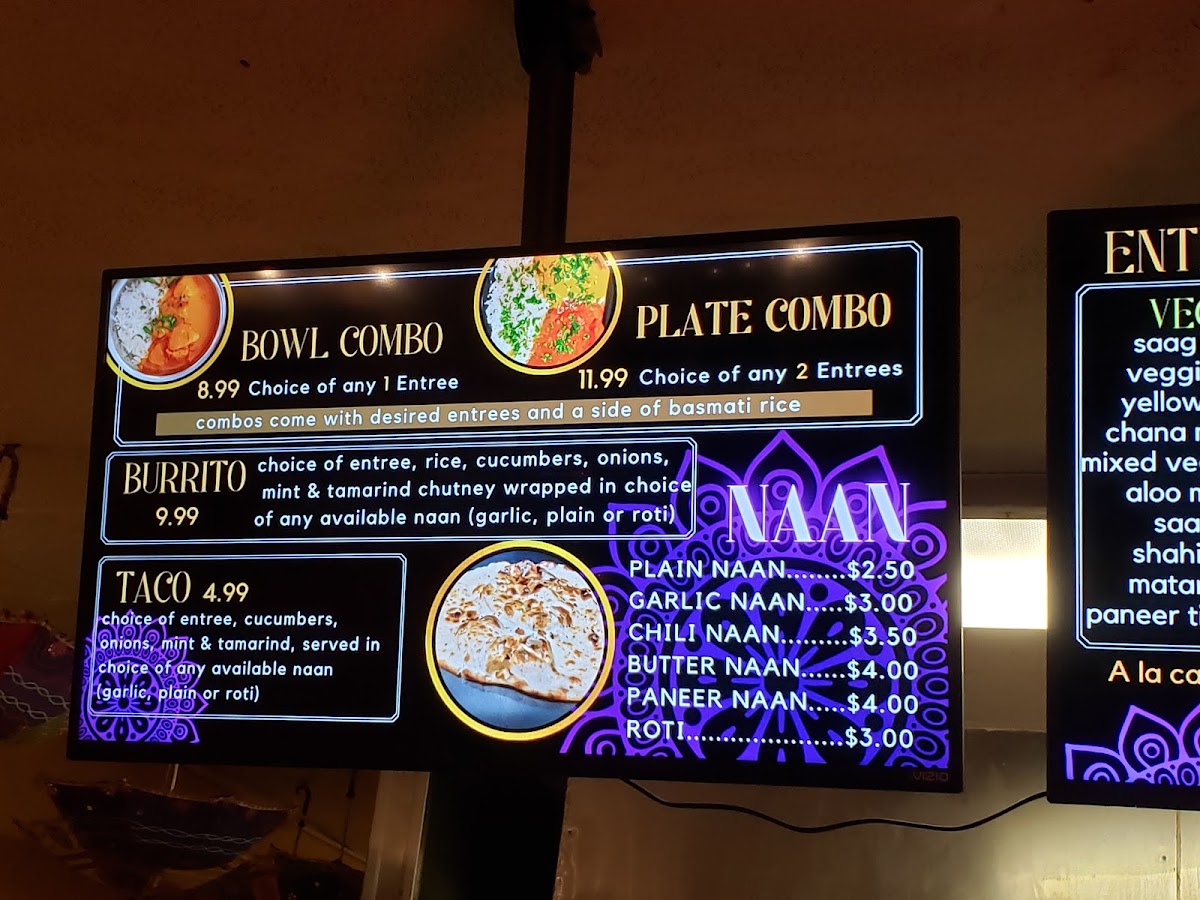 BOWL COMBO
8.99 Choice of any 1 Entree
PLATE COMBO
11.99 Choice of any 2 Entrees
combos come with desired entrees and a side of basmati rice
BURRITO
9.99
choice of entree, rice, cucumbers, onions,
mint & tamarind chutney wrapped in choice
of any available naan (garlic, plain or roti)
TACO 4.99
choice of entree, cucumbers,
onions, mint & tamarind, served in
choice of any available naan
(garlic, plain or roti)
NAAN
PLAIN NAAN........$2.50
GARLIC NAAN.....$3.00
CHILI NAAN.........$3.50
BUTTER NAAN......$4.00
PANEER NAAN.....$4.00
ROTI.....................$3.00
VIZIO
ENT
VEG
saag
veggi
yellow
chana
mixed
aloo
saa
shahi
matar
paneer
A la ca